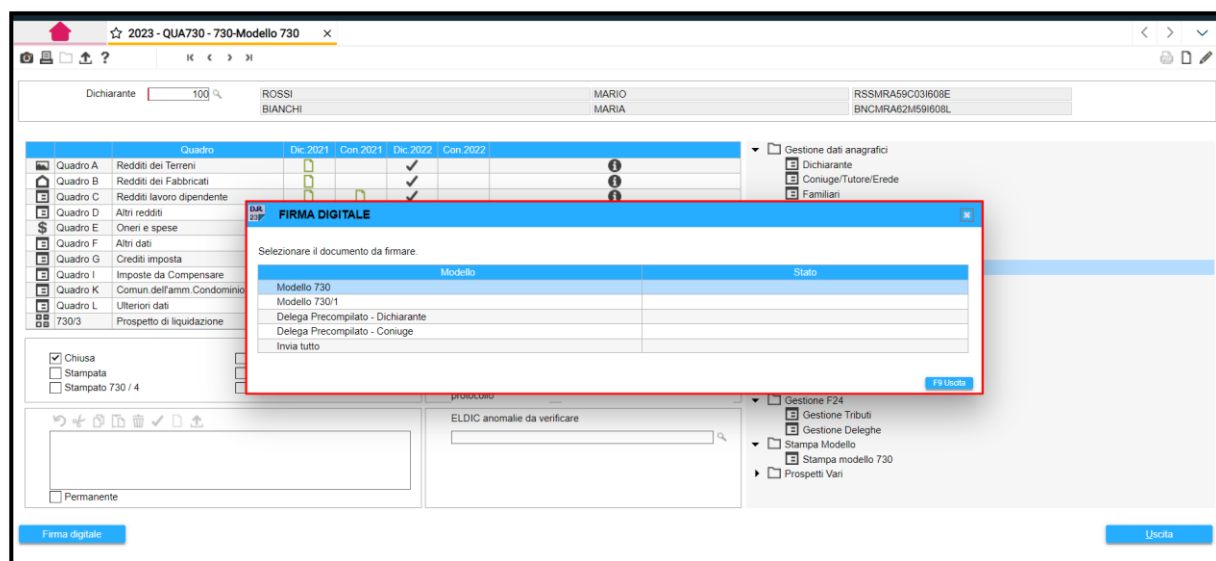 2023 - QUA730 - 730-Modello 730 ×
?
Dichiarante 100 ROSSI MARIO RSSMRA59C03I608E
BIANCHI MARIA BNCMRA62M59I608L
Quadro Dic.2021 Con.2021 Dic.2022 Con.2022
Quadro A Redditi dei Terreni
Quadro B Redditi dei Fabbricati
Quadro C Redditi lavoro dipendente
Quadro D Altri redditi
Quadro E Oneri e spese
Quadro F Altri dati
Quadro G Crediti imposta
Quadro I Imposte da Compensare
Quadro K Comun.dell'amm.Condominio
Quadro L Ulteriori dati
730/3 Prospetto di liquidazione
Gestione dati anagrafici
Dichiarante
Coniuge/Tutore/Erede
Familiari
FIRMA DIGITALE
Selezionare il documento da firmare.
Modello Stato
Modello 730
Modello 730/1
Delega Precompilato - Dichiarante
Delega Precompilato - Coniuge
Invia tutto
F9 Uscita
Chiusa
Stampata
Stampato 730 / 4
protocollo
ELDIC anomalie da verificare
Permanente
Gestione F24
Gestione Tributi
Gestione Deleghe
Stampa Modello
Stampa modello 730
Prospetti Vari
Firma digitale
Uscita